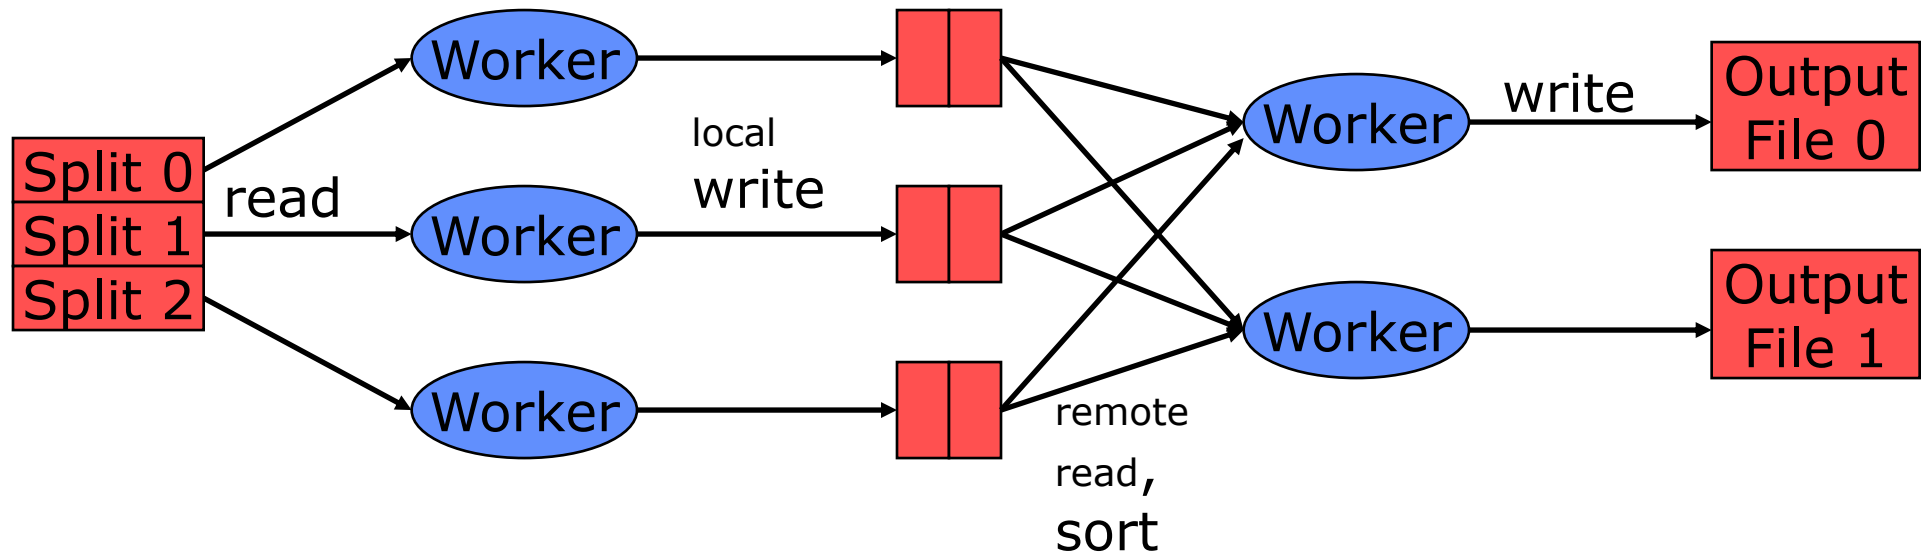 Split 0
Split 1
Split 2
read
Worker
Worker
Worker
local
write
remote
read,
sort
Worker
Worker
write
Output
File 0
Output
File 1